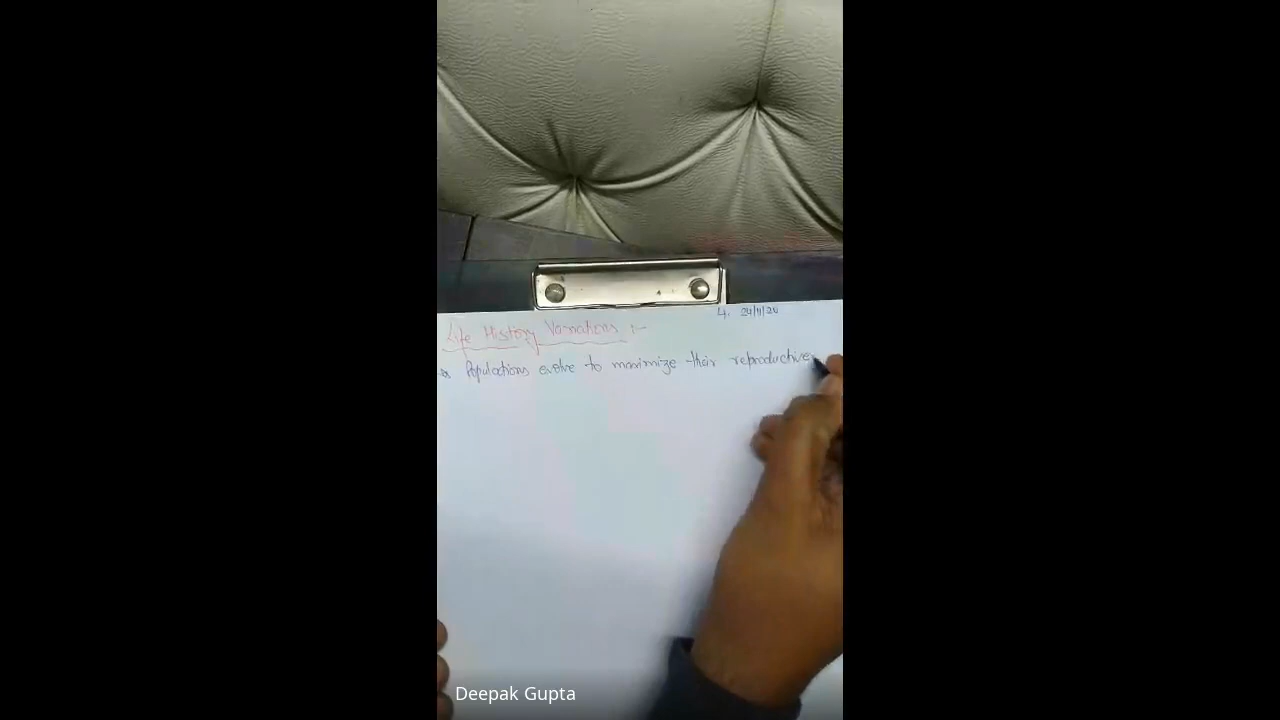 4. 24/11/20
Life History Variations :-
Populations evolve to maximize their reproductive
Deepak Gupta